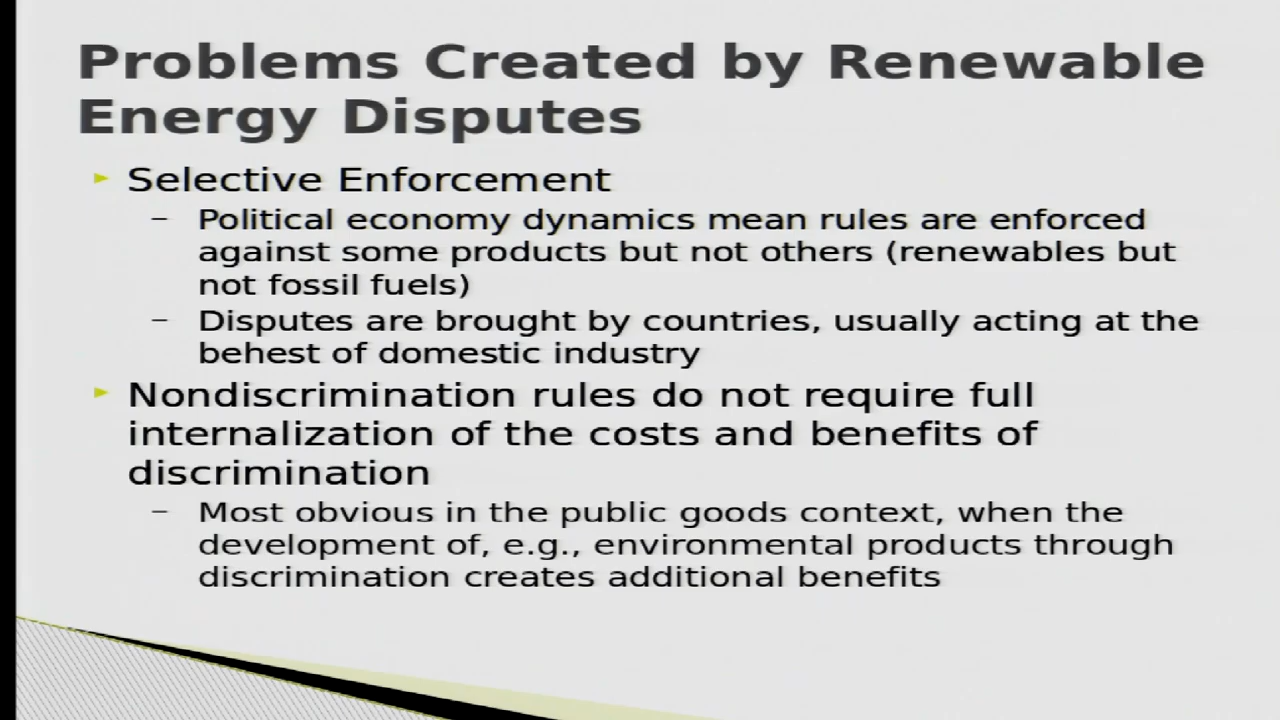 Problems Created by Renewable
Energy Disputes
Selective Enforcement
– Political economy dynamics mean rules are enforced
against some products but not others (renewables but
not fossil fuels)
– Disputes are brought by countries, usually acting at the
behest of domestic industry
Nondiscrimination rules do not require full
internalization of the costs and benefits of
discrimination
– Most obvious in the public goods context, when the
development of, e.g., environmental products through
discrimination creates additional benefits